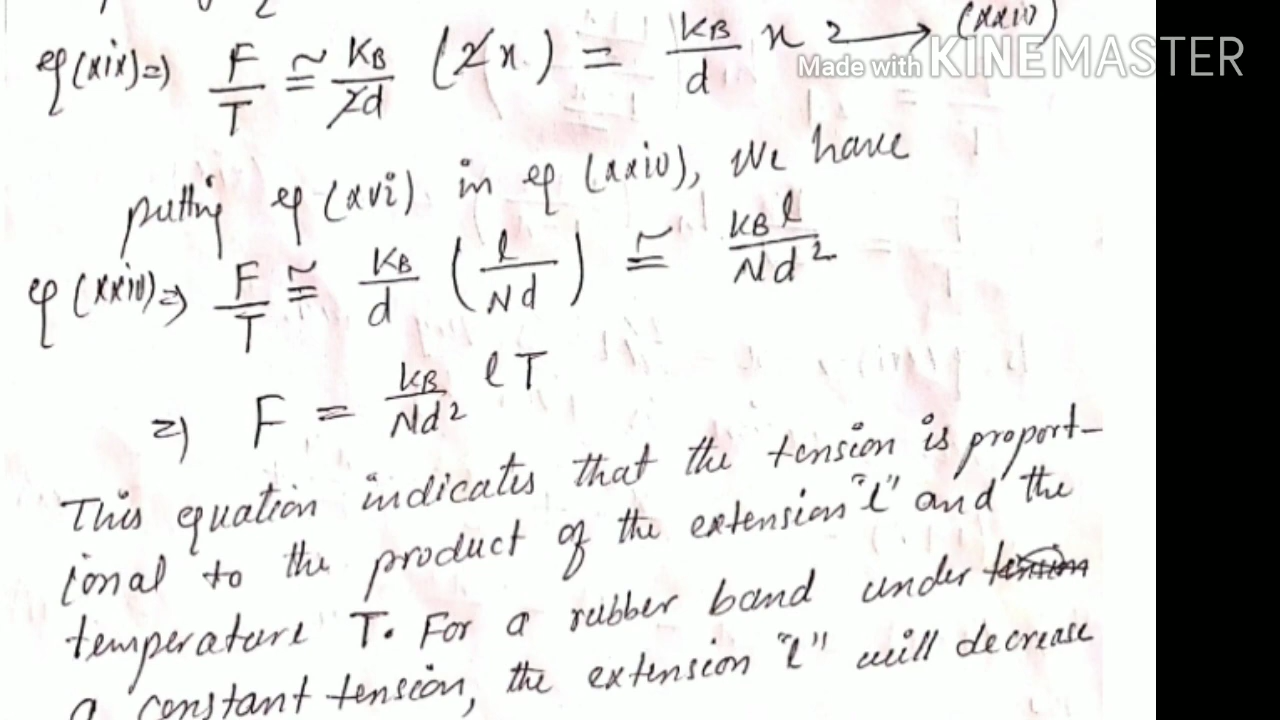 eq(xix)⇒ F/T ≅ KB/2d (2x) = KB/d x 2 ⟶ (xxiv)
Made with KINEMASTER
putting eq (xvi) in eq (xxiv), We have
eq (xxiv)⇒ F/T ≅ KB/d (l/Nd) ≅ KB l/Nd²
⇒ F = KB/Nd² l T
This equation indicates that the tension is proport-
ional to the product of the extension "l" and the
temperature T. For a rubber band under
a constant tension, the extension "l" will decrease